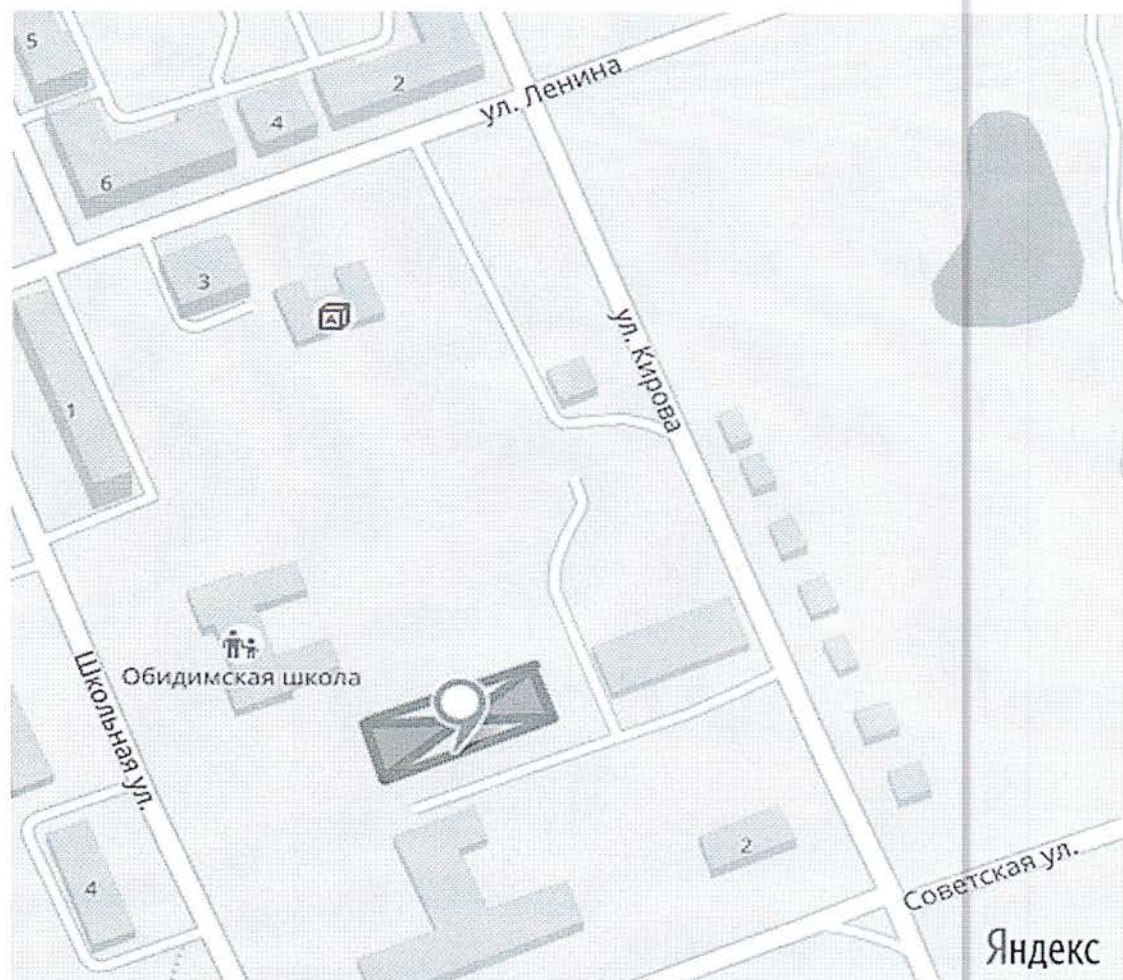 5
2
ул. Ленина
4
6
3
А
ул. Кирова
1
Обидимская школа
Школьная ул.
2
4
Советская ул.
Яндекс